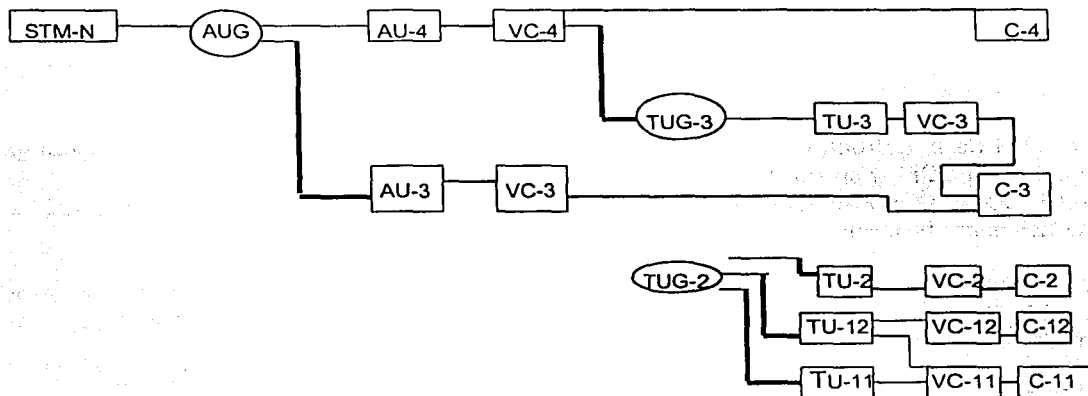 STM-N
AUG
AU-4
VC-4
C-4
TUG-3
TU-3
VC-3
AU-3
VC-3
C-3
TUG-2
TU-2
VC-2
C-2
TU-12
VC-12
C-12
TU-11
VC-11
C-11